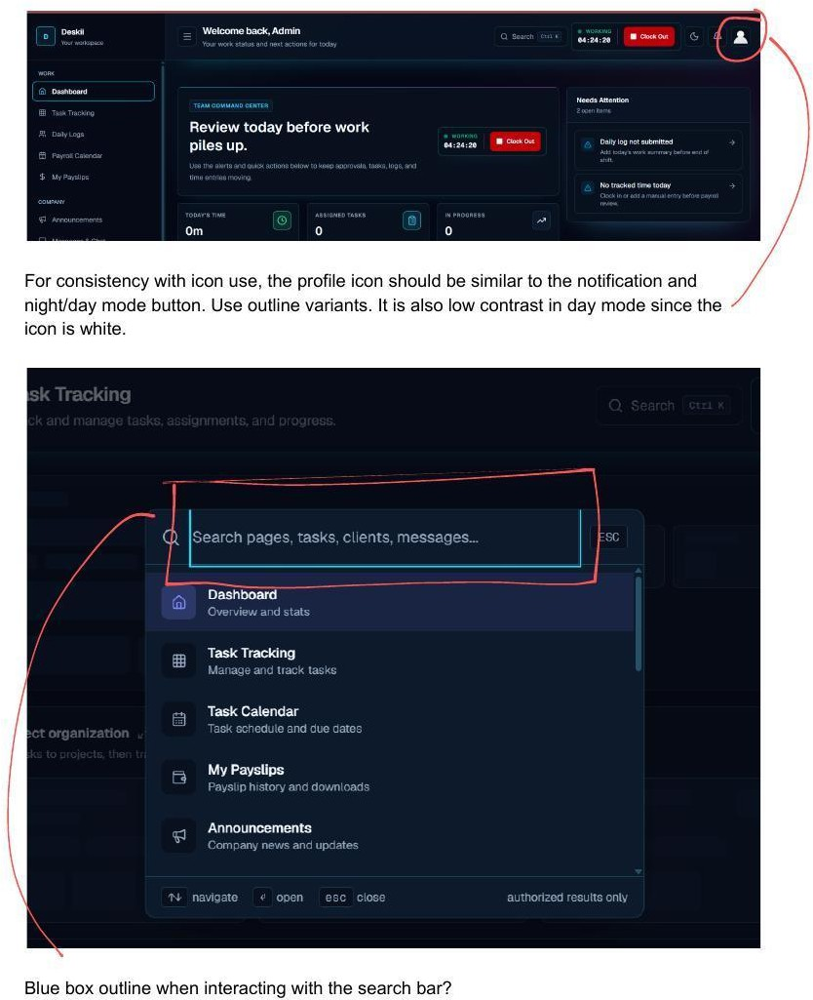 D
Deskii
Your workspace
Welcome back, Admin
Your work status and next actions for today
Search Ctrl K
WORKING
04:24:20
Clock Out
WORK
Dashboard
Task Tracking
Daily Logs
Payroll Calendar
My Payslips
COMPANY
Announcements
TEAM COMMAND CENTER
Review today before work
piles up.
Use the alerts and quick actions below to keep approvals, tasks, logs, and
time entries moving.
WORKING
04:24:20
Clock Out
TODAY'S TIME
0m
ASSIGNED TASKS
0
IN PROGRESS
0
Needs Attention
2 open items
Daily log not submitted
Add today's work summary before end of
shift.
No tracked time today
Clock in or add a manual entry before payroll
review.
For consistency with icon use, the profile icon should be similar to the notification and
night/day mode button. Use outline variants. It is also low contrast in day mode since the
icon is white.
ask Tracking
ck and manage tasks, assignments, and progress.
Search Ctrl K
Search pages, tasks, clients, messages...
ESC
Dashboard
Overview and stats
Task Tracking
Manage and track tasks
Task Calendar
Task schedule and due dates
My Payslips
Payslip history and downloads
Announcements
Company news and updates
ect organization
sks to projects, then tra
navigate open esc close authorized results only
Blue box outline when interacting with the search bar?